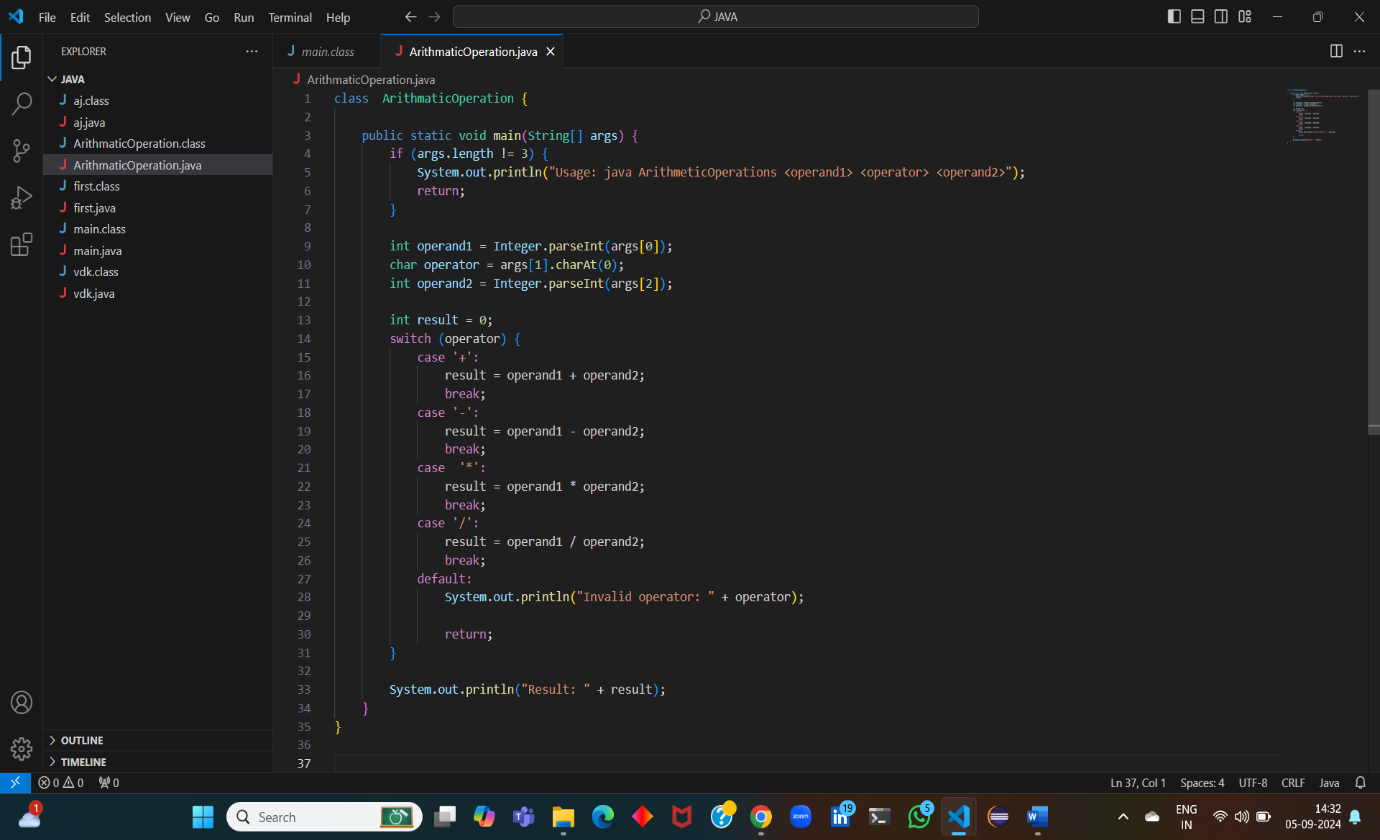 File Edit Selection View Go Run Terminal Help
JAVA
EXPLORER
JAVA
aj.class
aj.java
ArithmaticOperation.class
ArithmaticOperation.java
first.class
first.java
main.class
main.java
vdk.class
vdk.java
OUTLINE
TIMELINE
main.class
ArithmaticOperation.java
ArithmaticOperation.java
1 class  ArithmaticOperation {
2
3     public static void main(String[] args) {
4         if (args.length != 3) {
5             System.out.println("Usage: java ArithmeticOperations <operand1> <operator> <operand2>");
6             return;
7         }
8
9         int operand1 = Integer.parseInt(args[0]);
10         char operator = args[1].charAt(0);
11         int operand2 = Integer.parseInt(args[2]);
12
13         int result = 0;
14         switch (operator) {
15             case '+':
16                 result = operand1 + operand2;
17                 break;
18             case '-':
19                 result = operand1 - operand2;
20                 break;
21             case  '*':
22                 result = operand1 * operand2;
23                 break;
24             case '/':
25                 result = operand1 / operand2;
26                 break;
27             default:
28                 System.out.println("Invalid operator: " + operator);
29
30                 return;
31         }
32
33         System.out.println("Result: " + result);
34     }
35 }
36
37
0 0 0
Ln 37, Col 1 Spaces: 4 UTF-8 CRLF Java
1
Search
zoom
19
5
ENG
IN
14:32
05-09-2024